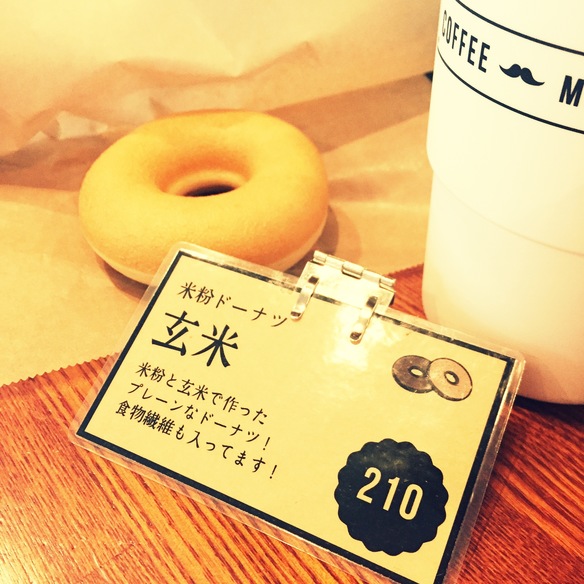 COFFEE
米粉ドーナツ
玄米
米粉と玄米で作った
プレーンなドーナツ！
食物繊維も入ってます！
210